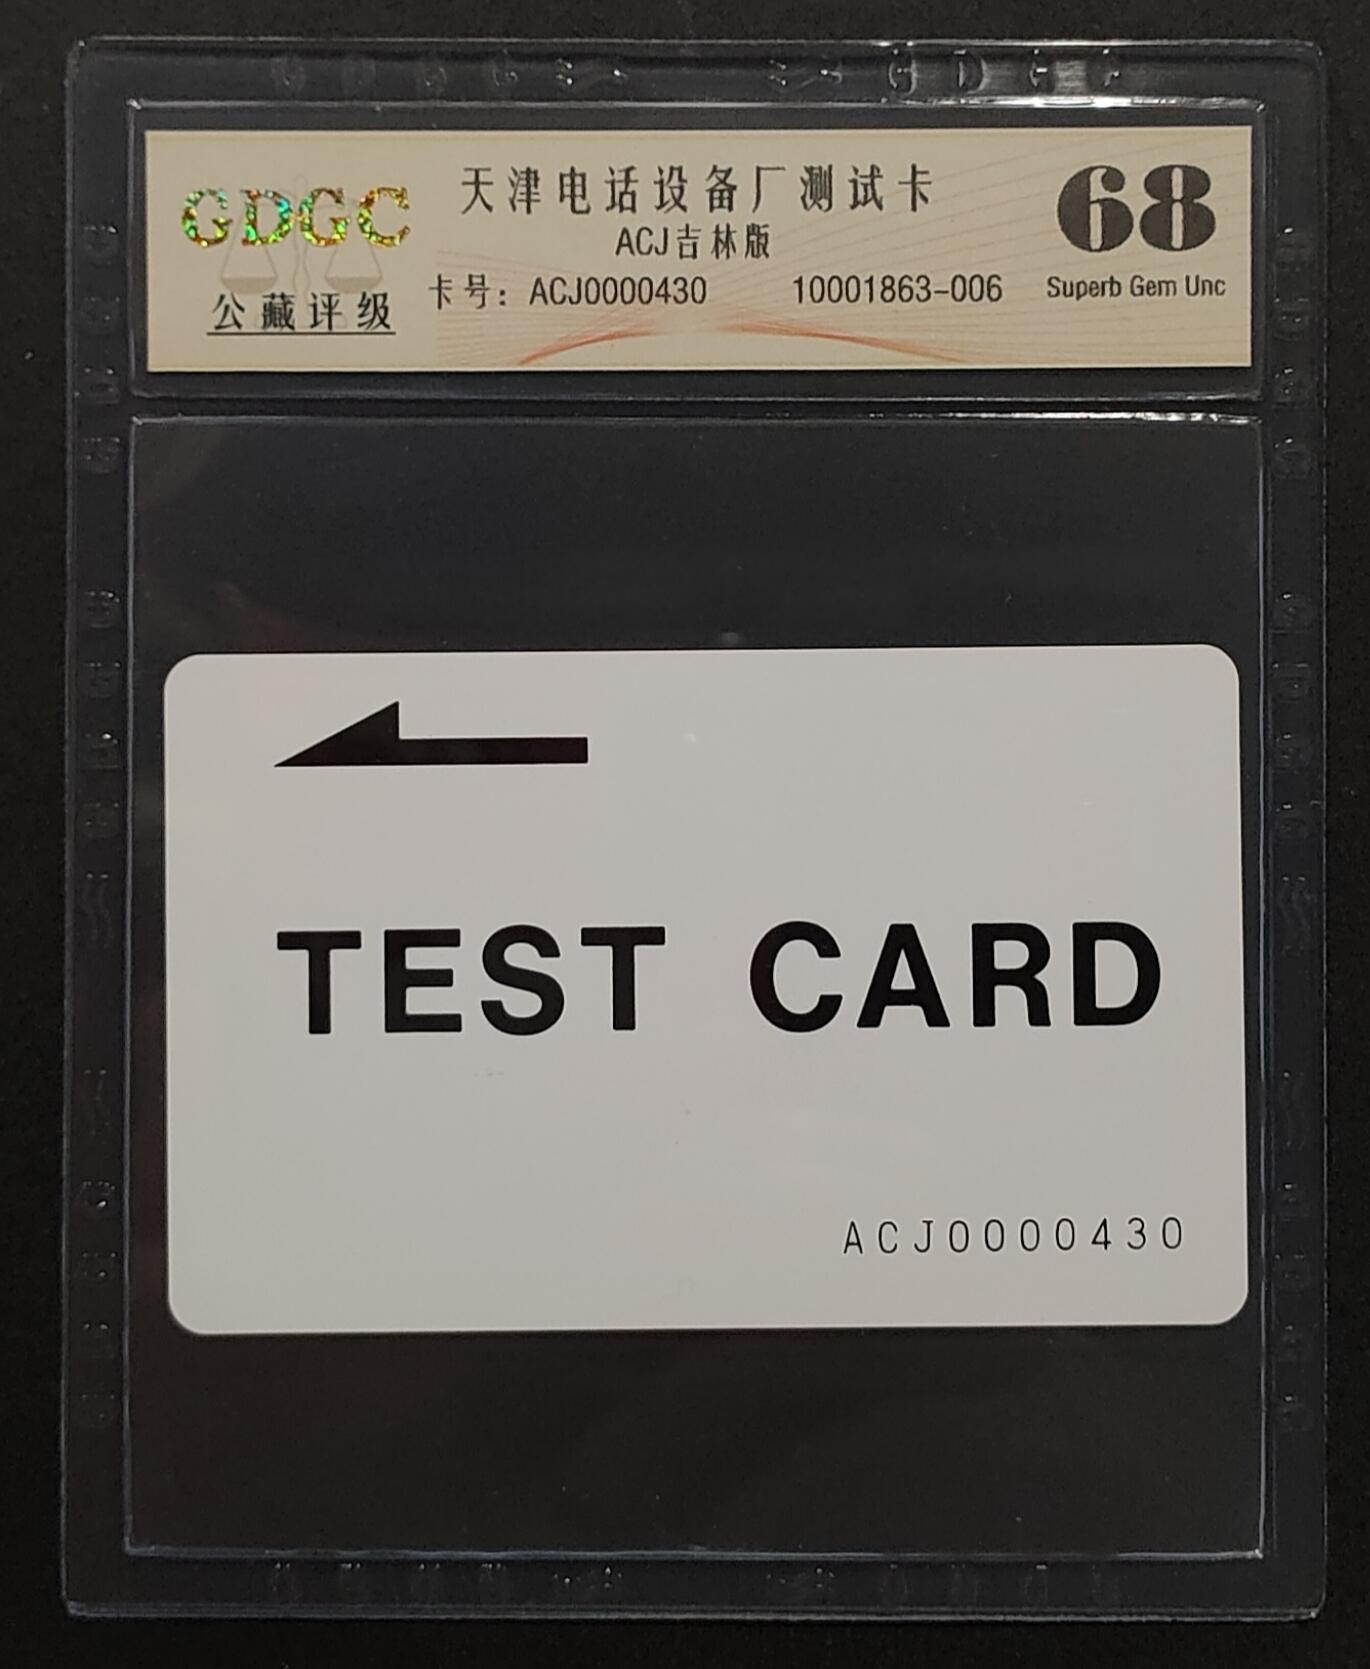 GDGC
公藏评级
天津电话设备厂测试卡
ACJ吉林版
卡号：ACJ0000430 10001863-006
68
Superb Gem Unc
TEST CARD
ACJ0000430